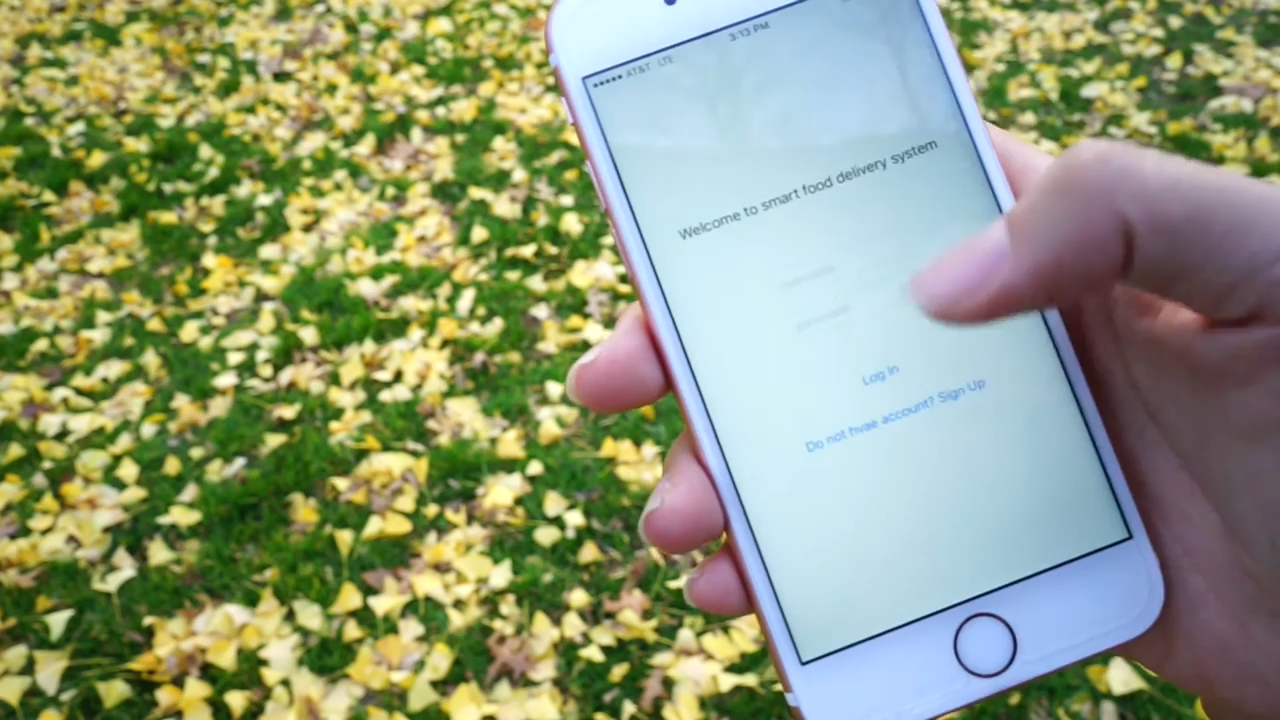 3:13 PM
AT&T LTE
Welcome to smart food delivery system
Log in
Do not hvae account? Sign Up